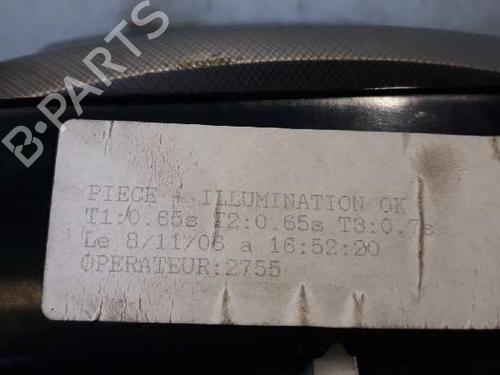 B-PARTS
PIECE + ILLUMINATION OK
T1:0.65s T2:0.65s T3:0.7s
Le 8/11/06 a 16:52:20
OPERATEUR:2755